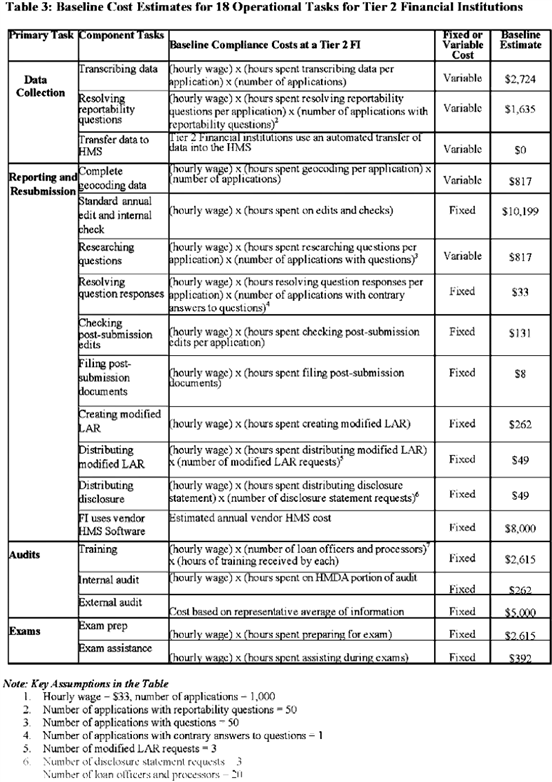 Table 3: Baseline Cost Estimates for 18 Operational Tasks for Tier 2 Financial Institutions
Primary Task Component Tasks Baseline Compliance Costs at a Tier 2 FI Fixed or Variable Cost Baseline Estimate
Data Collection
Transcribing data (hourly wage) x (hours spent transcribing data per application) x (number of applications) Variable $2,724
Resolving reportability questions (hourly wage) x (hours spent resolving reportability questions per application) x (number of applications with reportability questions)2 Variable $1,635
Transfer data to HMS Tier 2 Financial institutions use an automated transfer of data into the HMS Variable $0
Reporting and Resubmission
Complete geocoding data (hourly wage) x (hours spent geocoding per application) x (number of applications) Variable $817
Standard annual edit and internal check (hourly wage) x (hours spent on edits and checks) Fixed $10,199
Researching questions (hourly wage) x (hours spent researching questions per application) x (number of applications with questions)3 Variable $817
Resolving question responses (hourly wage) x (hours resolving question responses per application) x (number of applications with contrary answers to questions)4 Fixed $33
Checking post-submission edits (hourly wage) x (hours spent checking post-submission edits per application) Fixed $131
Filing post-submission documents (hourly wage) x (hours spent filing post-submission documents) Fixed $8
Creating modified LAR (hourly wage) x (hours spent creating modified LAR) Fixed $262
Distributing modified LAR (hourly wage) x (hours spent distributing modified LAR) x (number of modified LAR requests)5 Fixed $49
Distributing disclosure (hourly wage) x (hours spent distributing disclosure statement) x (number of disclosure statement requests)6 Fixed $49
FI uses vendor HMS Software Estimated annual vendor HMS cost Fixed $8,000
Audits
Training (hourly wage) x (number of loan officers and processors)7 x (hours of training received by each) Fixed $2,615
Internal audit (hourly wage) x (hours spent on HMDA portion of audit Fixed $262
External audit Cost based on representative average of information Fixed $5,000
Exams
Exam prep (hourly wage) x (hours spent preparing for exam) Fixed $2,615
Exam assistance (hourly wage) x (hours spent assisting during exams) Fixed $392
Note: Key Assumptions in the Table
1. Hourly wage = $33, number of applications = 1,000
2. Number of applications with reportability questions = 50
3. Number of applications with questions = 50
4. Number of applications with contrary answers to questions = 1
5. Number of modified LAR requests = 3
6. Number of disclosure statement requests 3
Number of loan officers and processors = 20